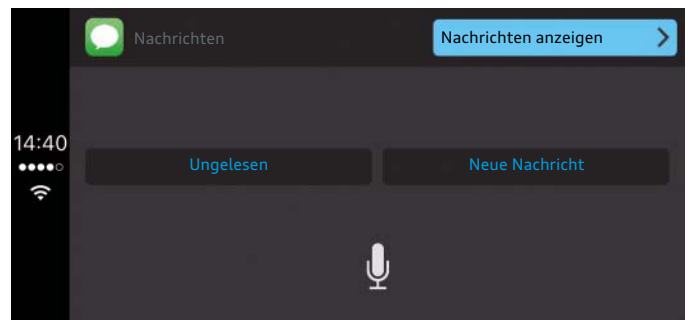 Nachrichten
Nachrichten anzeigen
14:40
Ungelesen
Neue Nachricht